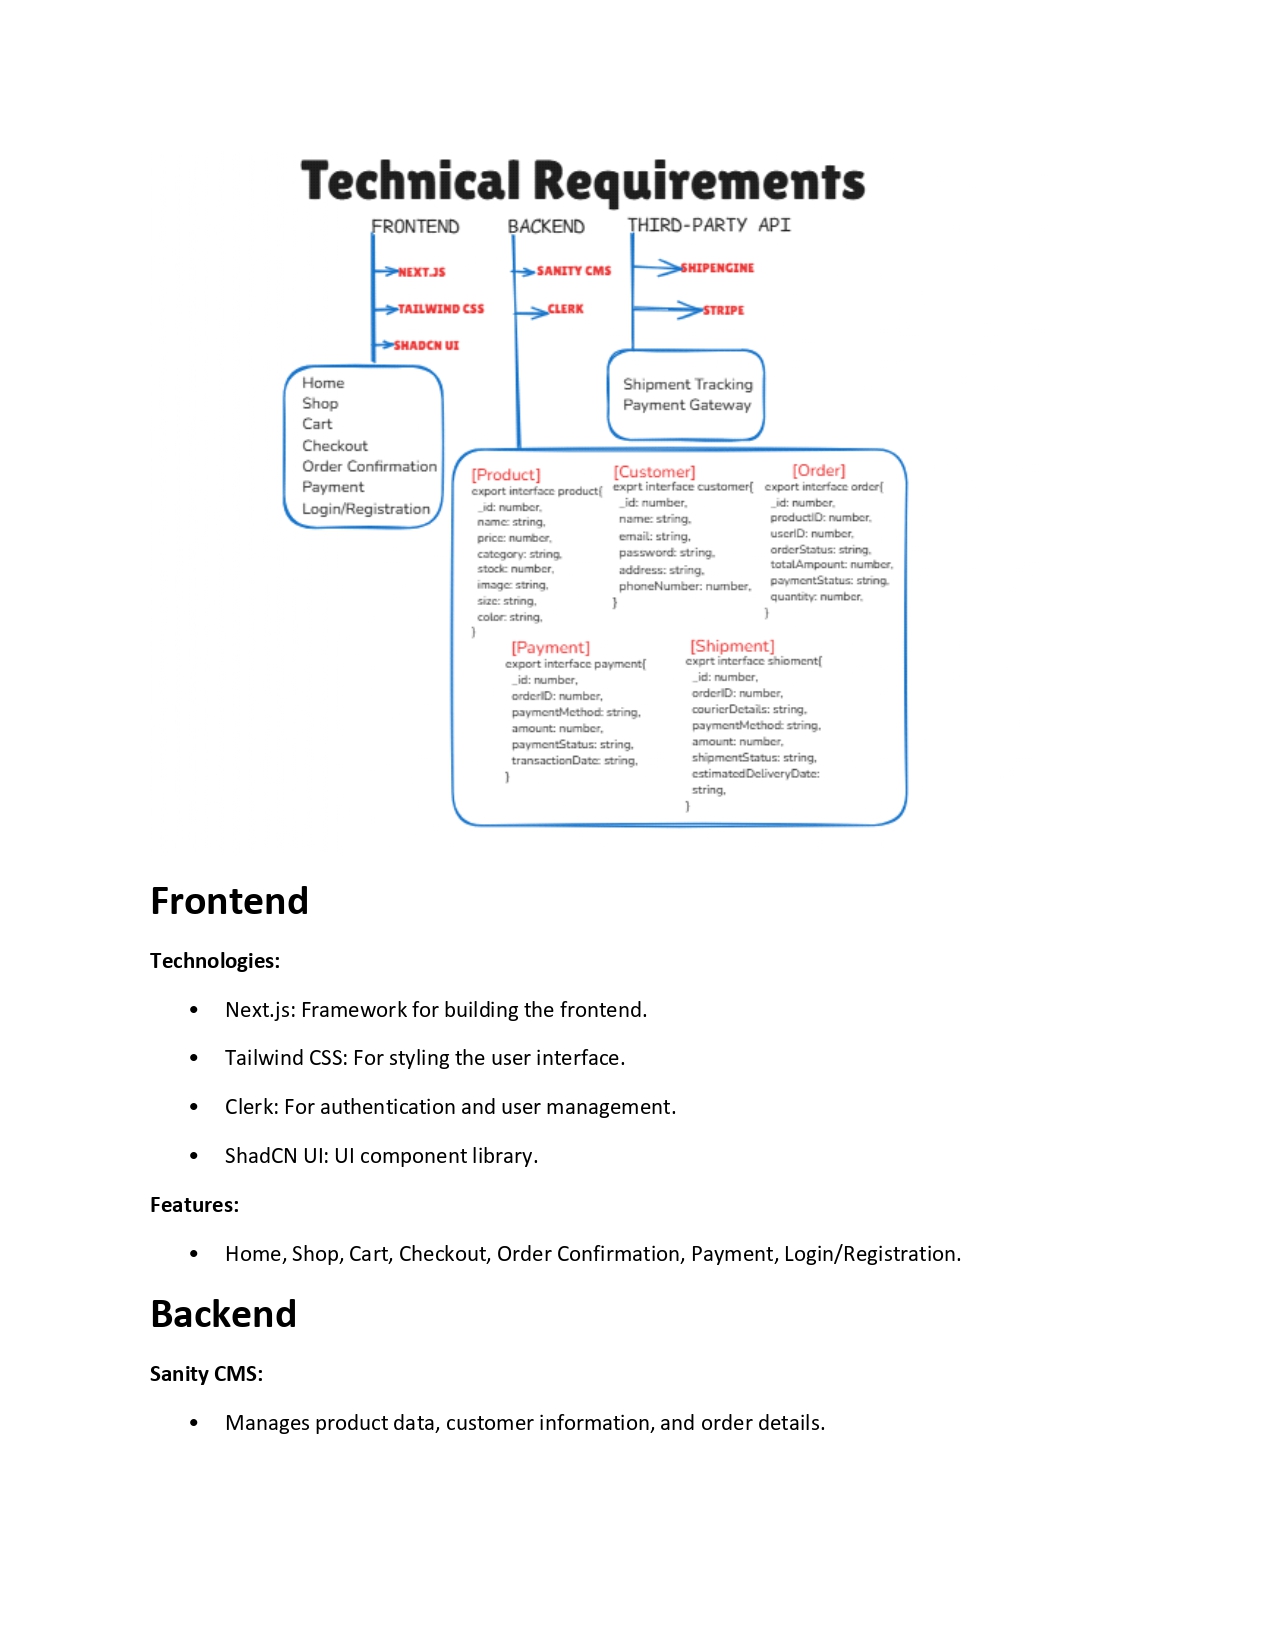 Technical Requirements
FRONTEND
NEXT.JS
TAILWIND CSS
SHADCN UI
Home
Shop
Cart
Checkout
Order Confirmation
Payment
Login/Registration
BACKEND
SANITY CMS
CLERK
THIRD-PARTY API
SHIPENGINE
STRIPE
Shipment Tracking
Payment Gateway
[Product]
export interface product{
_id: number,
name: string,
price: number,
category: string,
stock: number,
image: string,
size: string,
color: string,
}
[Customer]
exprt interface customer{
_id: number,
name: string,
email: string,
password: string,
address: string,
phoneNumber: number,
}
[Order]
export interface order{
_id: number,
productID: number,
userID: number,
orderStatus: string,
totalAmpount: number,
paymentStatus: string,
quantity: number,
}
[Payment]
export interface payment{
_id: number,
orderID: number,
paymentMethod: string,
amount: number,
paymentStatus: string,
transactionDate: string,
}
[Shipment]
exprt interface shioment{
_id: number,
orderID: number,
courierDetails: string,
paymentMethod: string,
amount: number,
shipmentStatus: string,
estimatedDeliveryDate:
string,
}
Frontend
Technologies:
• Next.js: Framework for building the frontend.
• Tailwind CSS: For styling the user interface.
• Clerk: For authentication and user management.
• ShadCN UI: UI component library.
Features:
• Home, Shop, Cart, Checkout, Order Confirmation, Payment, Login/Registration.
Backend
Sanity CMS:
• Manages product data, customer information, and order details.